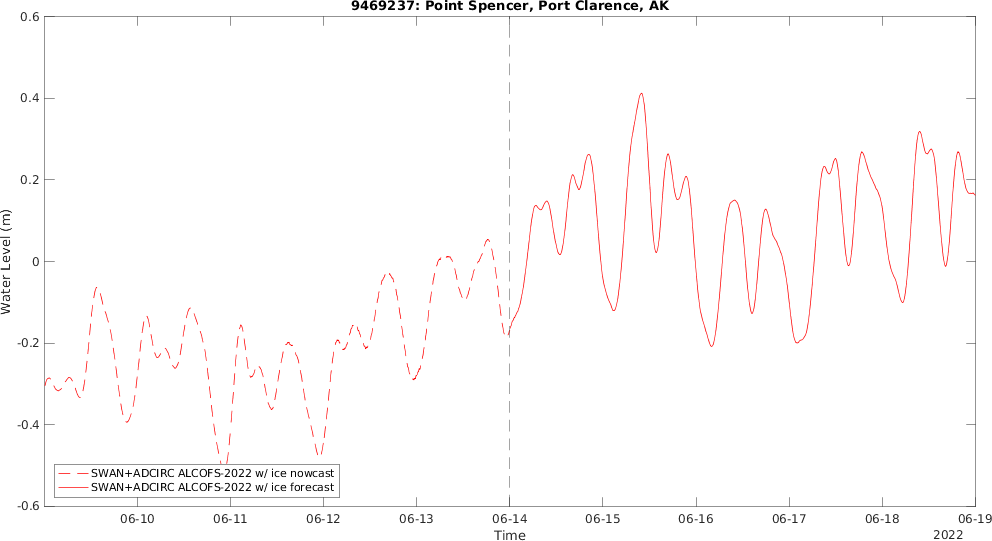 9469237: Point Spencer, Port Clarence, AK
0.6
0.4
0.2
0
-0.2
-0.4
-0.6
Water Level (m)
SWAN+ADCIRC ALCOFS-2022 w/ ice nowcast
SWAN+ADCIRC ALCOFS-2022 w/ ice forecast
06-10 06-11 06-12 06-13 06-14 06-15 06-16 06-17 06-18 06-19
Time
2022